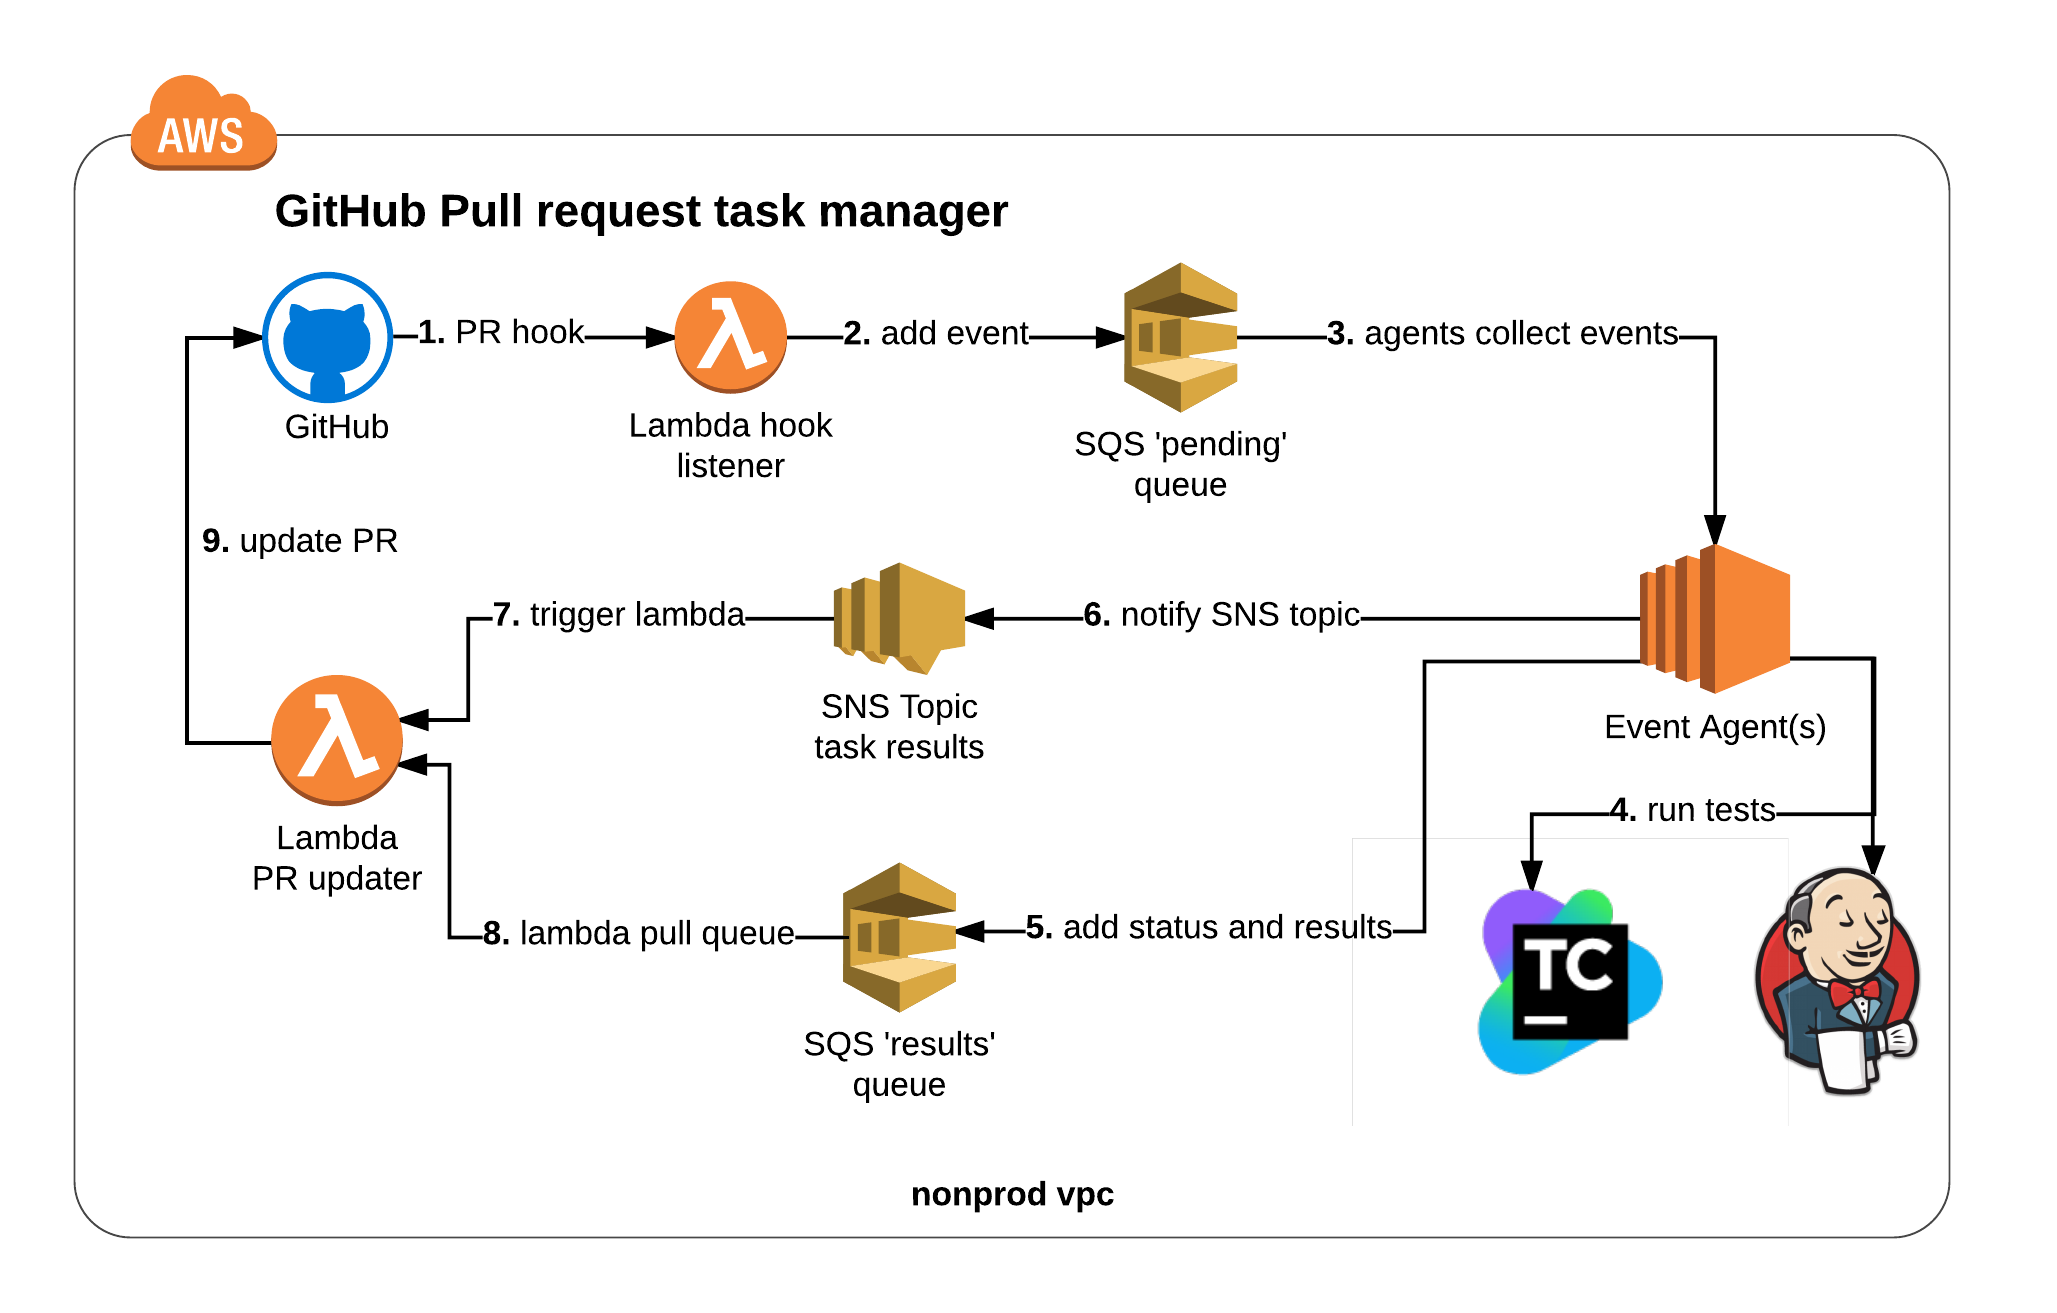 AWS
GitHub Pull request task manager
1. PR hook
2. add event
3. agents collect events
GitHub
Lambda hook
listener
SQS 'pending'
queue
9. update PR
7. trigger lambda
6. notify SNS topic
SNS Topic
task results
Event Agent(s)
Lambda
PR updater
4. run tests
8. lambda pull queue
5. add status and results
TC
SQS 'results'
queue
nonprod vpc